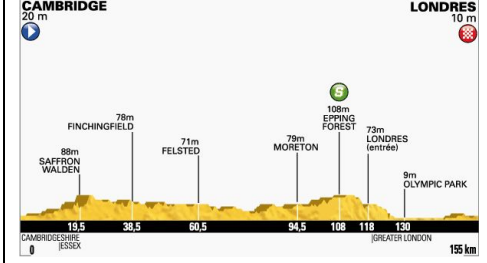 CAMBRIDGE
20 m
LONDRES
10 m
S
88m
SAFFRON
WALDEN
78m
FINCHINGFIELD
71m
FELSTED
79m
MORETON
108m
EPPING
FOREST
73m
LONDRES
(entrée)
9m
OLYMPIC PARK
19,5
38,5
60,5
94,5
108
118
130
CAMBRIDGESHIRE
ESSEX
GREATER LONDON
0
155 km